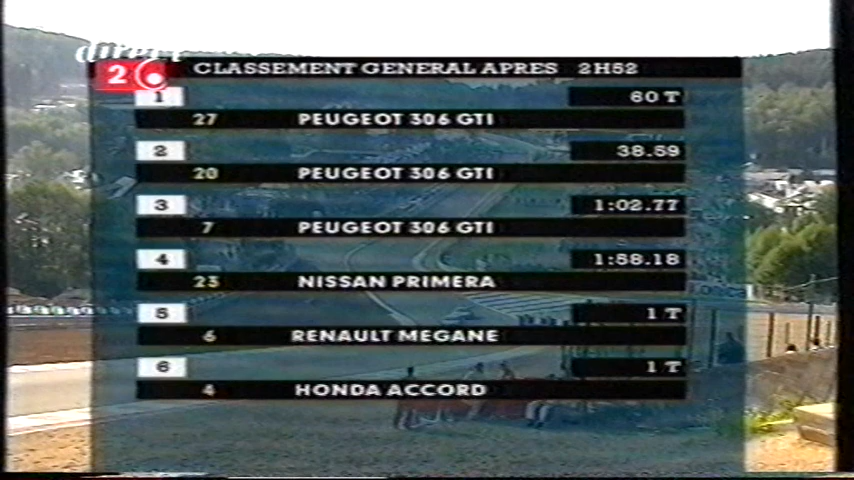 direct
2
CLASSEMENT GENERAL APRES 2H52
1 60 T
27 PEUGEOT 306 GTI
2 38.59
20 PEUGEOT 306 GTI
3 1:02.77
7 PEUGEOT 306 GTI
4 1:58.18
23 NISSAN PRIMERA
5 1 T
6 RENAULT MEGANE
6 1 T
4 HONDA ACCORD